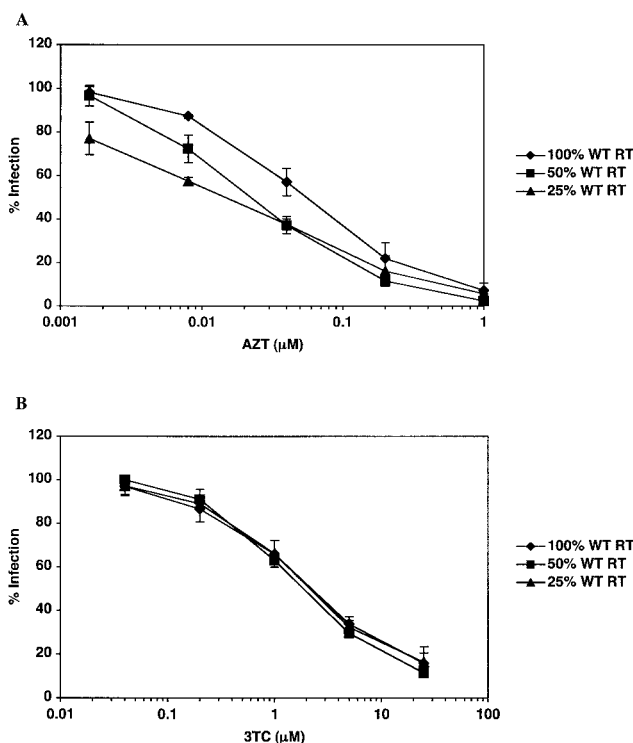 A
120
100
80
60
40
20
0
% Infection
0.001
0.01
0.1
1
AZT (μM)
100% WT RT
50% WT RT
25% WT RT
B
120
100
80
60
40
20
0
% Infection
0.01
0.1
1
10
100
3TC (μM)
100% WT RT
50% WT RT
25% WT RT